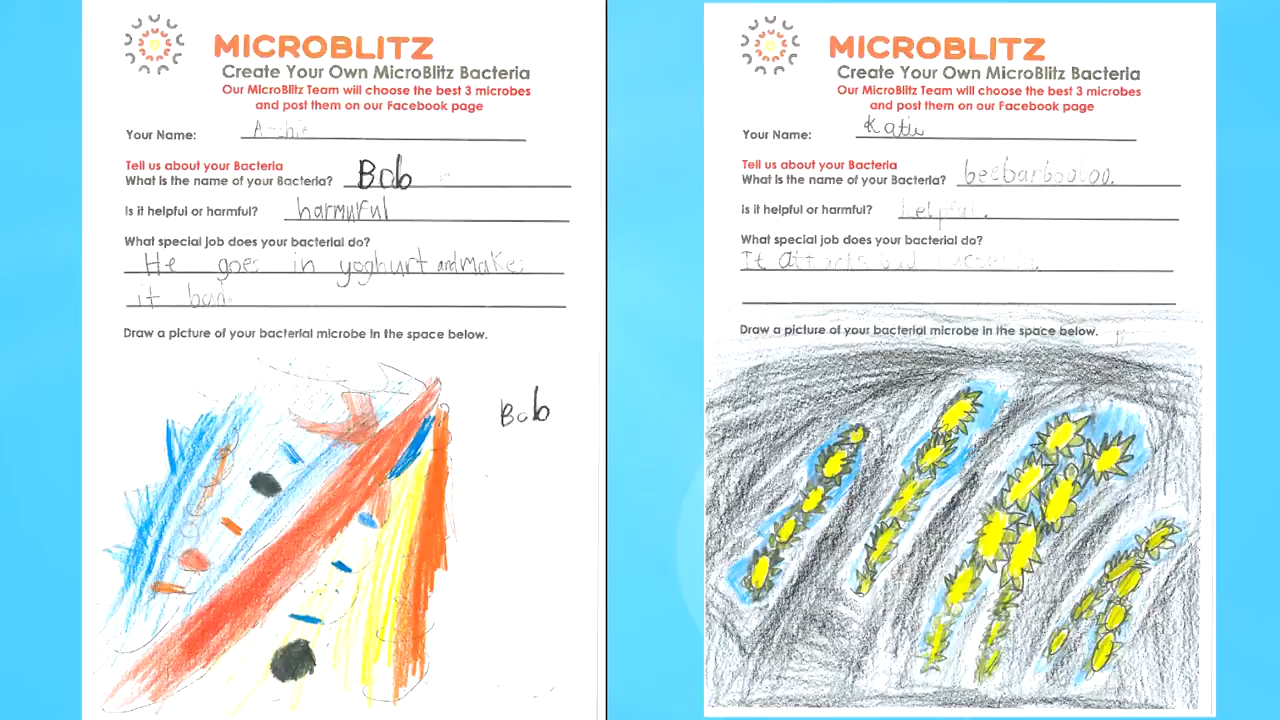 MICROBLITZ
Create Your Own MicroBlitz Bacteria
Our MicroBlitz Team will choose the best 3 microbes
and post them on our Facebook page
Your Name: Archie
Tell us about your Bacteria
What is the name of your Bacteria? Bob
Is it helpful or harmful? harmurful
What special job does your bacterial do?
He goes in yoghurt and makes
it bad.
Draw a picture of your bacterial microbe in the space below.
Bob
MICROBLITZ
Create Your Own MicroBlitz Bacteria
Our MicroBlitz Team will choose the best 3 microbes
and post them on our Facebook page
Your Name: Katie
Tell us about your Bacteria
What is the name of your Bacteria? beebarbooloo.
Is it helpful or harmful? helpful.
What special job does your bacterial do?
It attacks bad
Draw a picture of your bacterial microbe in the space below.